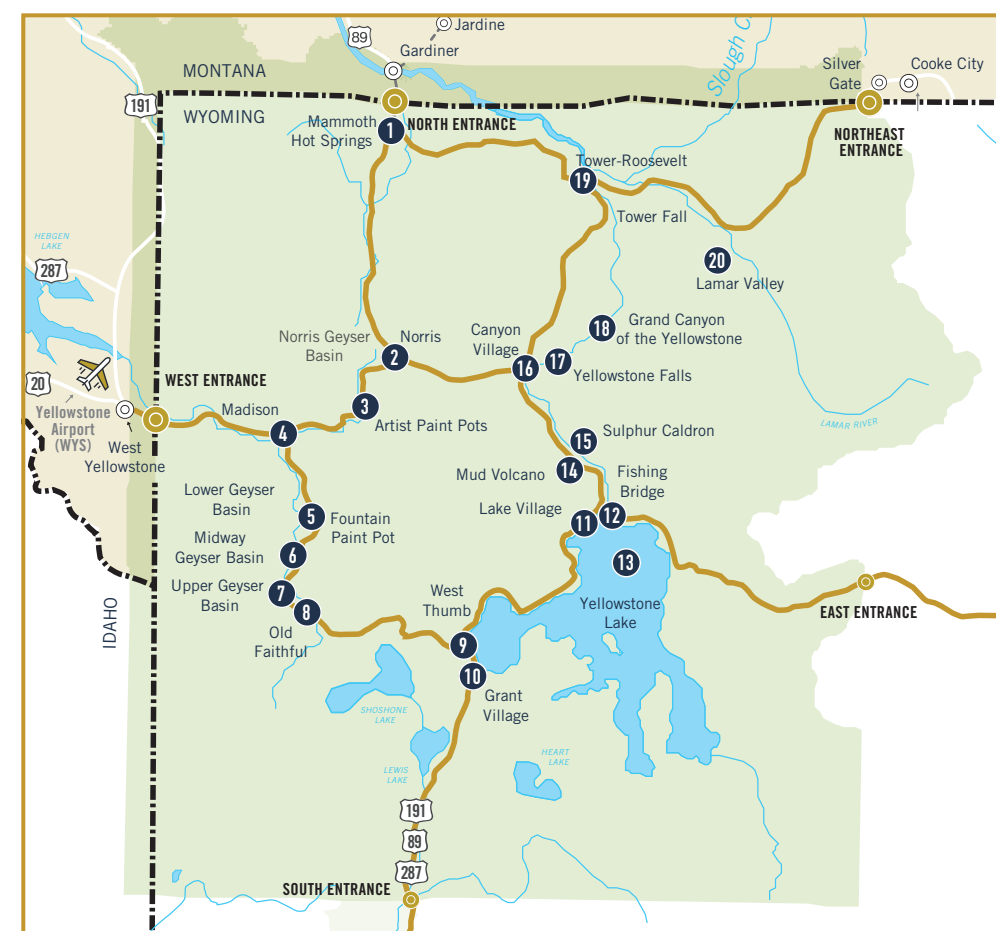 Jardine
89
Gardiner
Slough C
MONTANA
Silver
Gate
Cooke City
191
WYOMING
Mammoth
Hot Springs
1
NORTH ENTRANCE
NORTHEAST
ENTRANCE
Tower-Roosevelt
19
Tower Fall
HEBGEN
LAKE
287
20
Lamar Valley
Norris Geyser
Basin
Norris
2
Canyon
Village
16
17
Yellowstone Falls
18
Grand Canyon
of the Yellowstone
WEST ENTRANCE
20
Yellowstone
Airport
(WYS)
West
Yellowstone
Madison
4
3
Artist Paint Pots
LAMAR RIVER
15
Sulphur Caldron
Mud Volcano
14
Fishing
Bridge
Lake Village
11
12
Lower Geyser
Basin
5
Fountain
Paint Pot
Midway
Geyser Basin
6
13
Yellowstone
Lake
Upper Geyser
Basin
7
8
Old
Faithful
West
Thumb
9
10
Grant
Village
EAST ENTRANCE
IDAHO
SHOSHONE
LAKE
LEWIS
LAKE
HEART
LAKE
191
89
287
SOUTH ENTRANCE